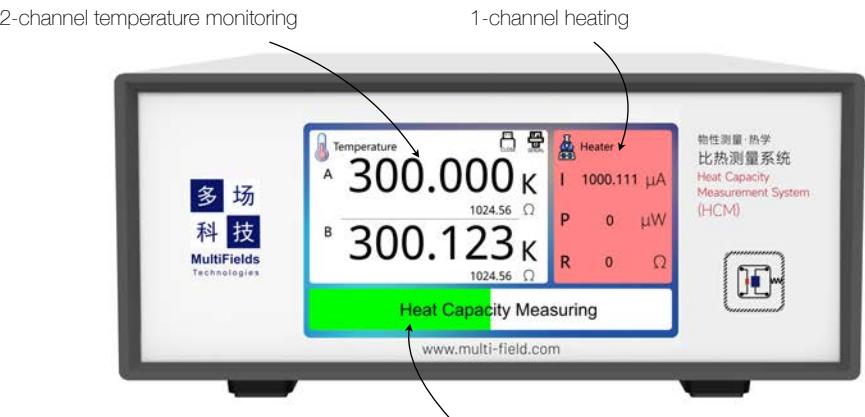 2-channel temperature monitoring
1-channel heating
Temperature
CLOSE
SERIAL
Heater
A 300.000 K
1024.56 Ω
B 300.123 K
1024.56 Ω
I 1000.111 μA
P 0 μW
R 0 Ω
Heat Capacity Measuring
多场
科技
MultiFields
Technologies
物性测量·热学
比热测量系统
Heat Capacity
Measurement System
(HCM)
www.multi-field.com